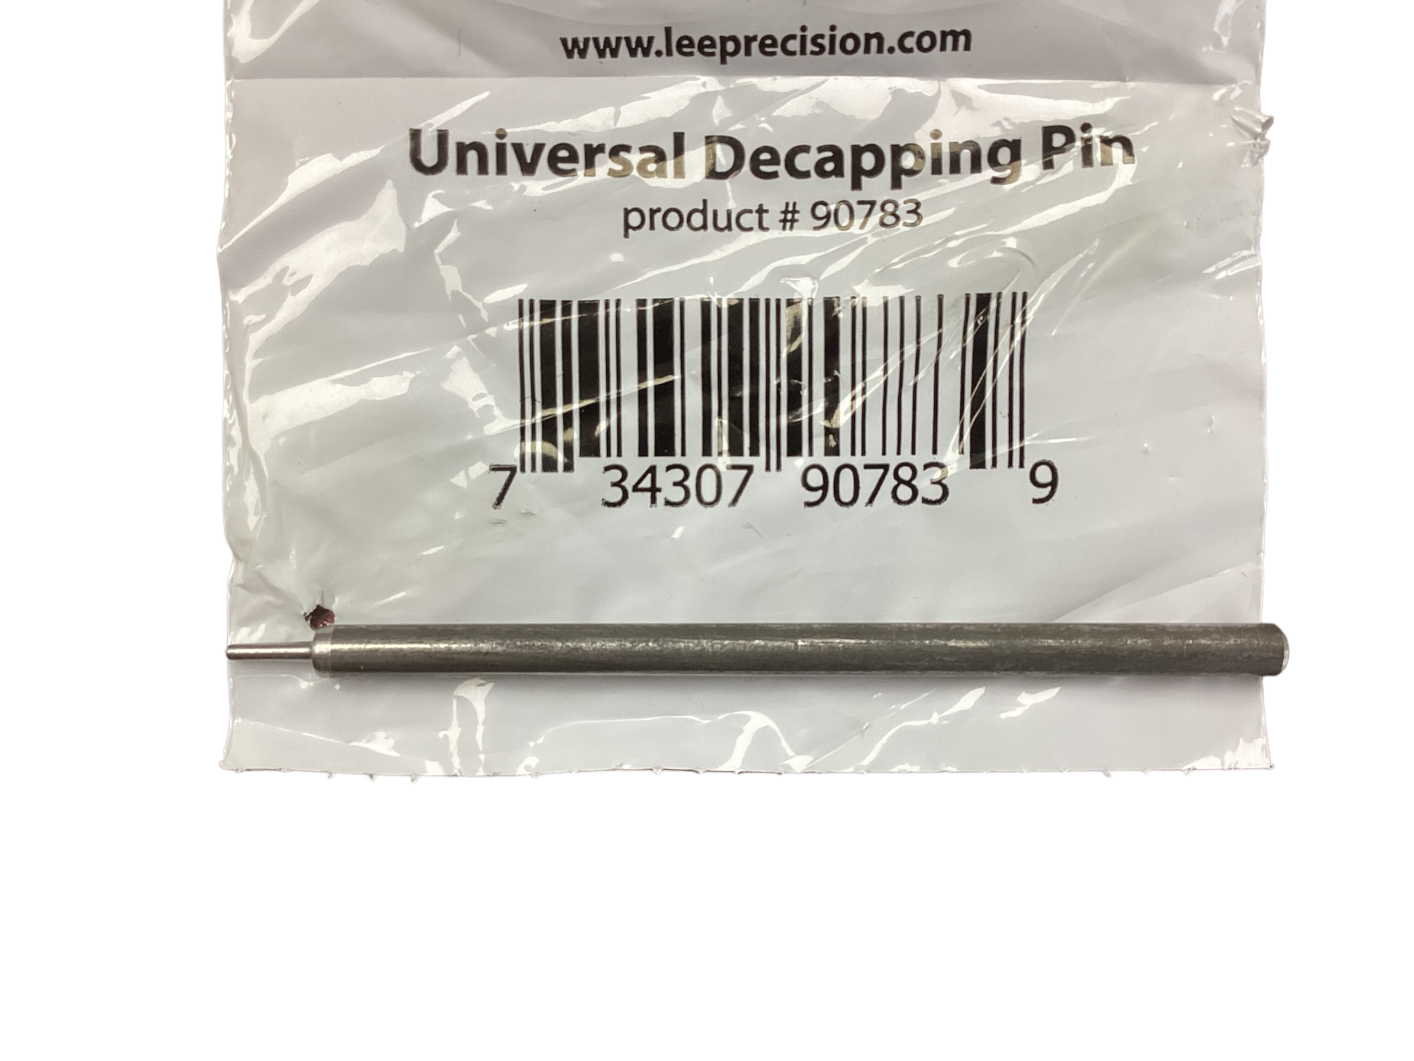 www.leeprecision.com
Universal Decapping Pin
product # 90783
7 34307 90783 9